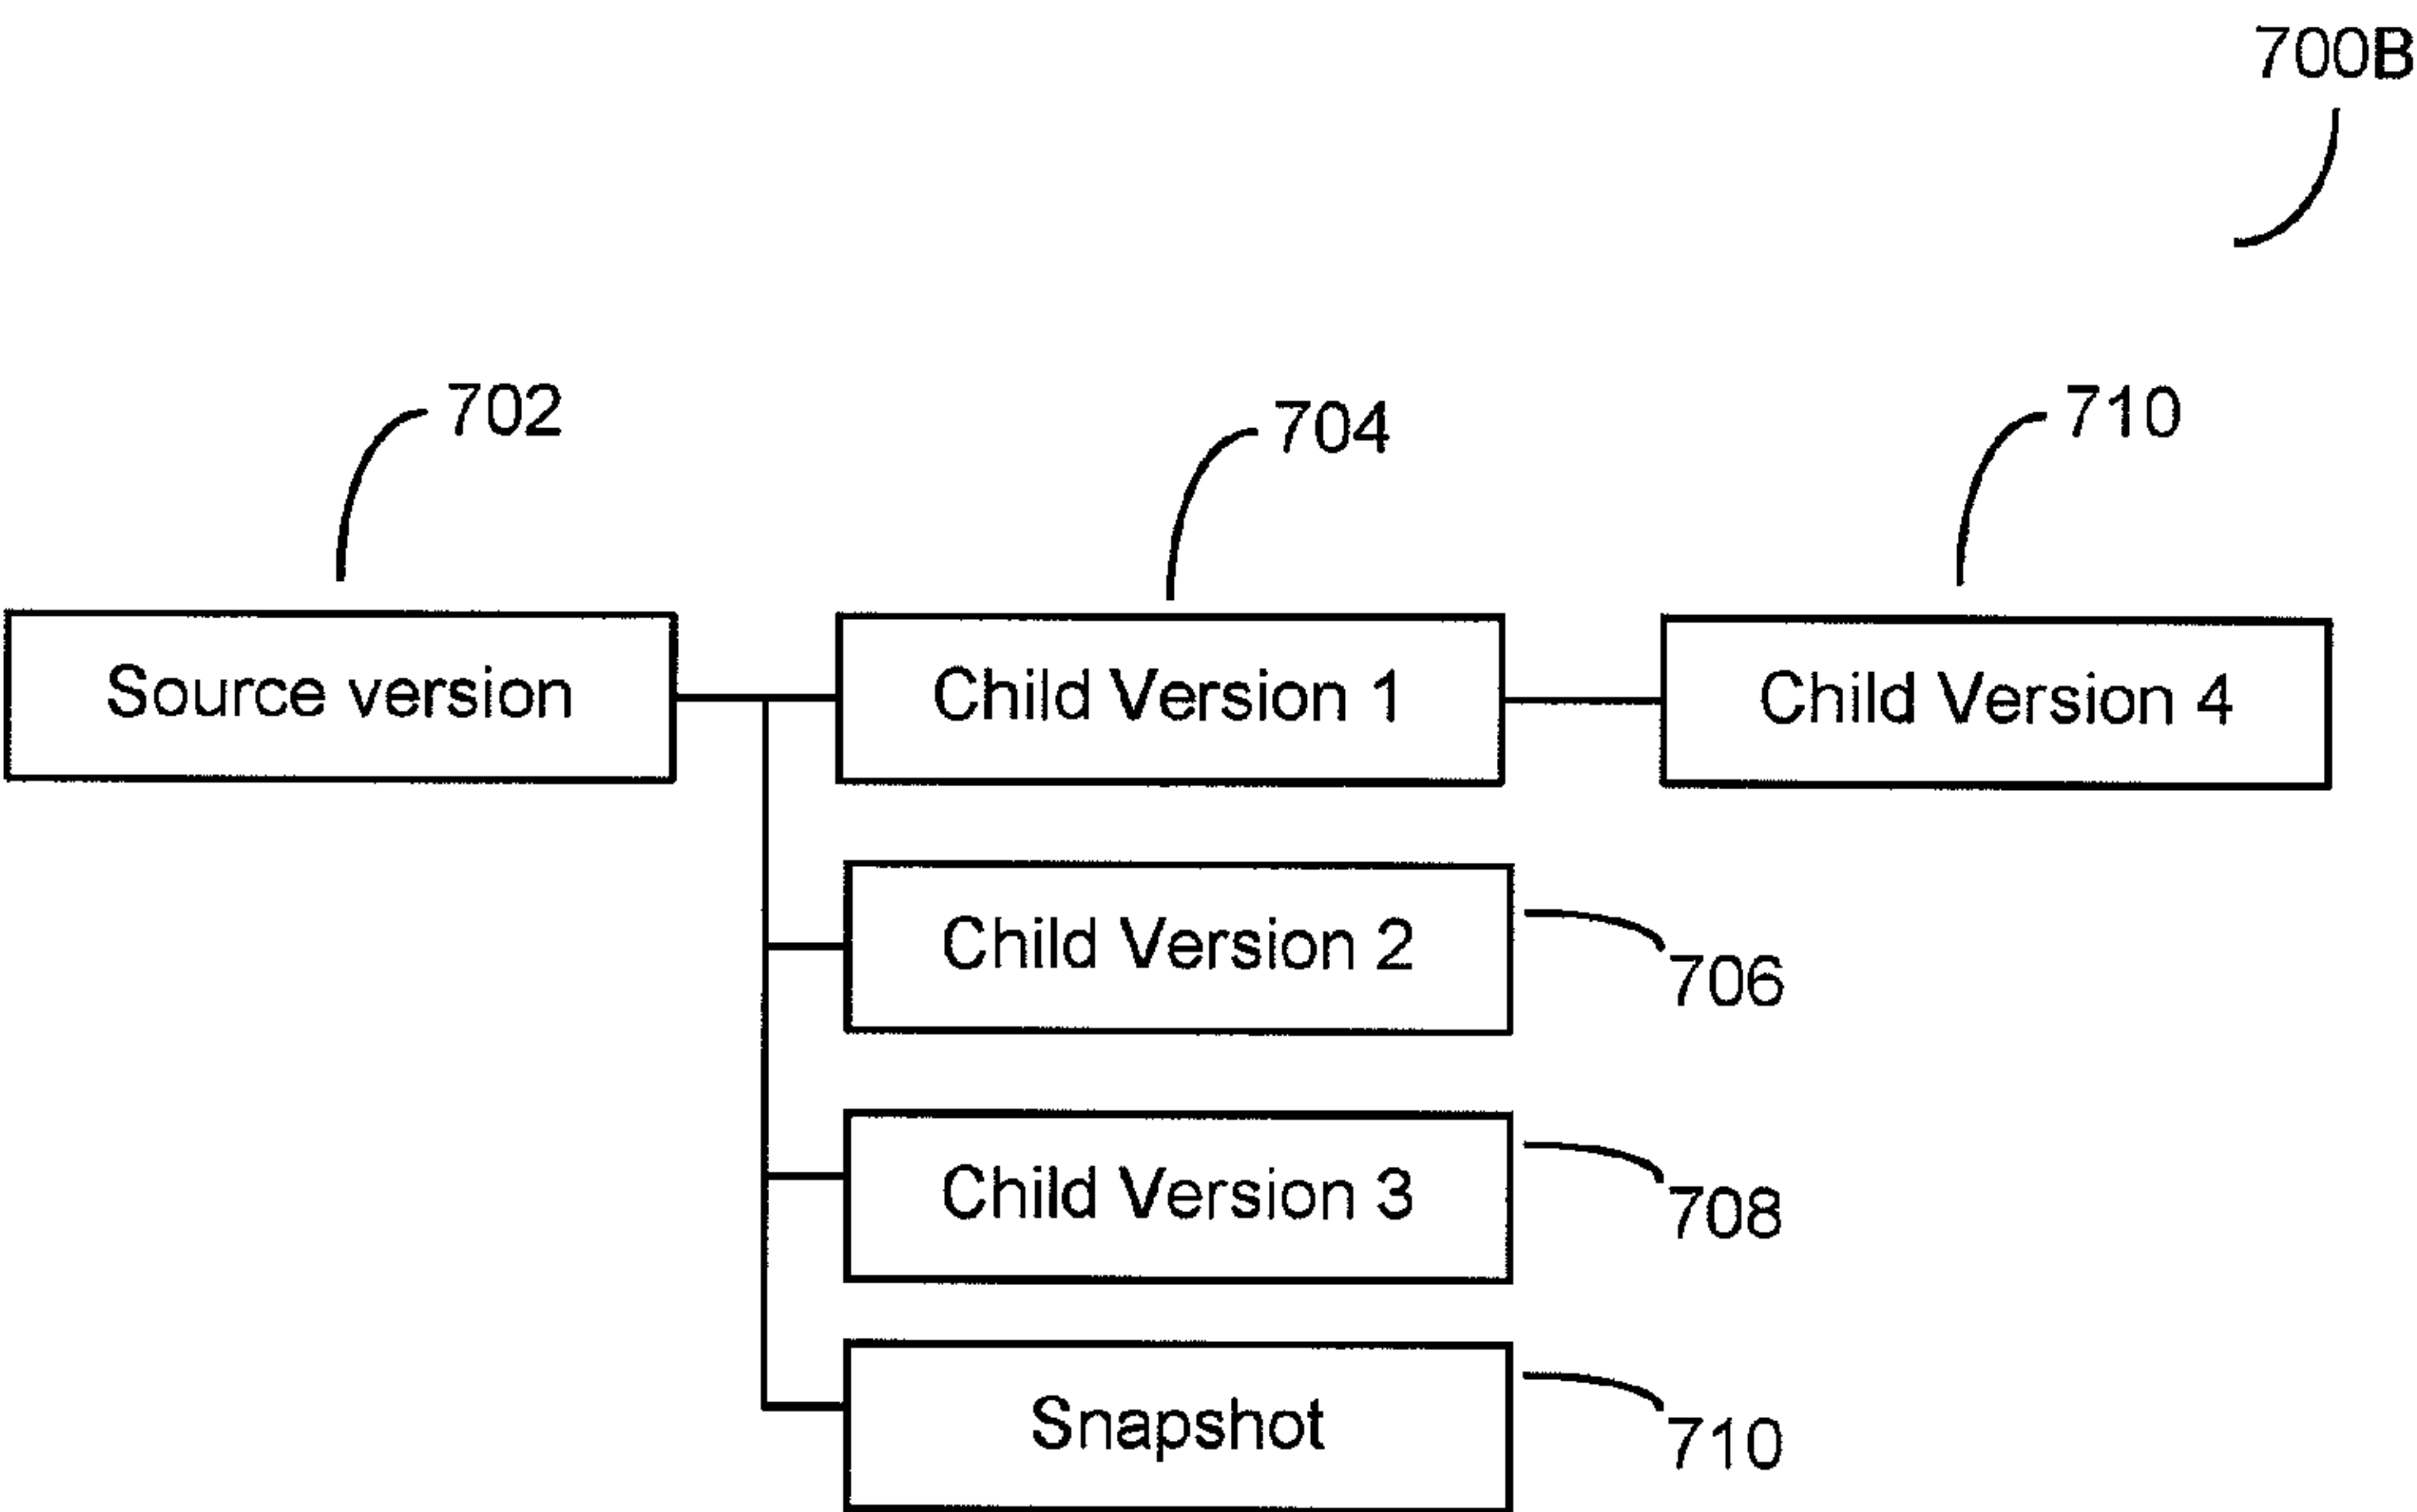 700B
702
704
710
Source version
Child Version 1
Child Version 4
Child Version 2
706
Child Version 3
708
Snapshot
710